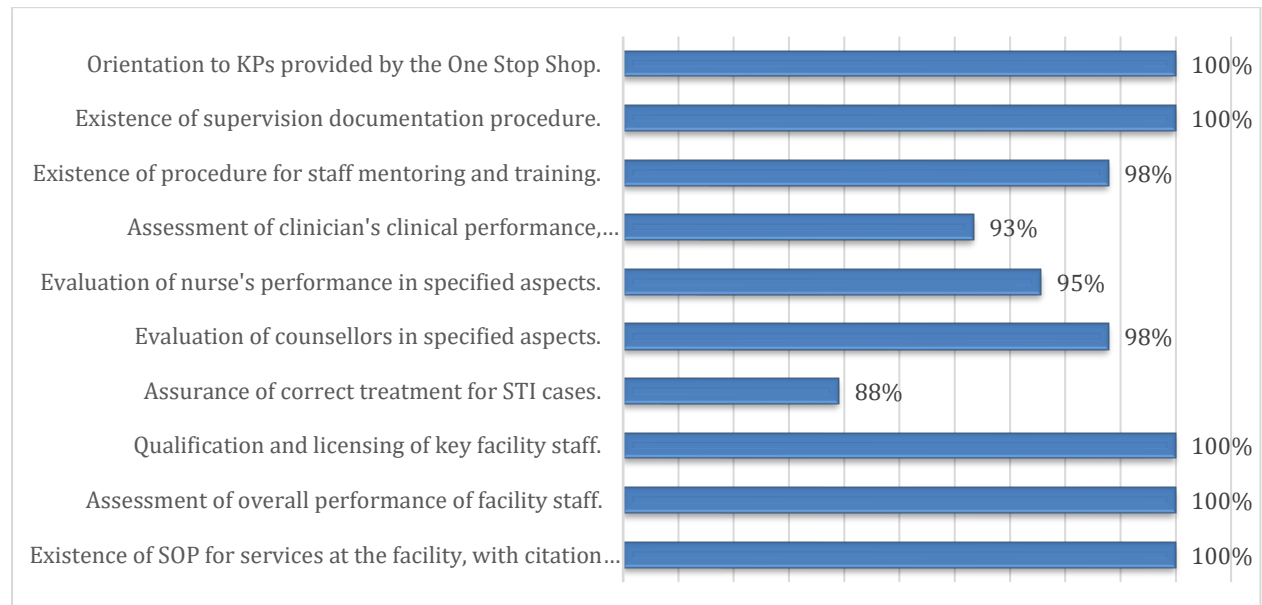 Orientation to KPs provided by the One Stop Shop. 100%
Existence of supervision documentation procedure. 100%
Existence of procedure for staff mentoring and training. 98%
Assessment of clinician's clinical performance,... 93%
Evaluation of nurse's performance in specified aspects. 95%
Evaluation of counsellors in specified aspects. 98%
Assurance of correct treatment for STI cases. 88%
Qualification and licensing of key facility staff. 100%
Assessment of overall performance of facility staff. 100%
Existence of SOP for services at the facility, with citation... 100%